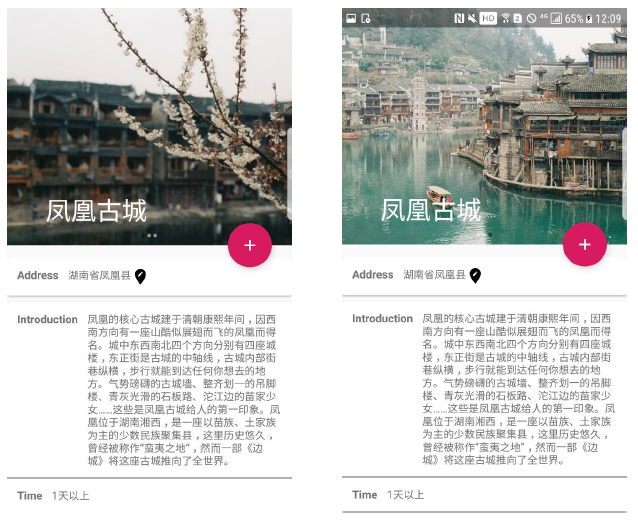 凤凰古城
Address 湖南省凤凰县
Introduction 凤凰的核心古城建于清朝康熙年间，因西
南方向有一座山酷似展翅而飞的凤凰而得
名。城中东西南北四个方向分别有四座城
楼，东正街是古城的中轴线，古城内部街
巷纵横，步行就能到达任何你想去的地
方。气势磅礴的古城墙、整齐划一的吊脚
楼、青灰光滑的石板路、沱江边的苗家少
女......这些是凤凰古城给人的第一印象。凤
凰位于湖南湘西，是一座以苗族、土家族
为主的少数民族聚集县，这里历史悠久，
曾经被称作“蛮夷之地”，然而一部《边
城》将这座古城推向了全世界。
Time 1天以上
HD 4G 65% 12:09
凤凰古城
Address 湖南省凤凰县
Introduction 凤凰的核心古城建于清朝康熙年间，因西
南方向有一座山酷似展翅而飞的凤凰而得
名。城中东西南北四个方向分别有四座城
楼，东正街是古城的中轴线，古城内部街
巷纵横，步行就能到达任何你想去的地
方。气势磅礴的古城墙、整齐划一的吊脚
楼、青灰光滑的石板路、沱江边的苗家少
女......这些是凤凰古城给人的第一印象。凤
凰位于湖南湘西，是一座以苗族、土家族
为主的少数民族聚集县，这里历史悠久，
曾经被称作“蛮夷之地”，然而一部《边
城》将这座古城推向了全世界。
Time 1天以上